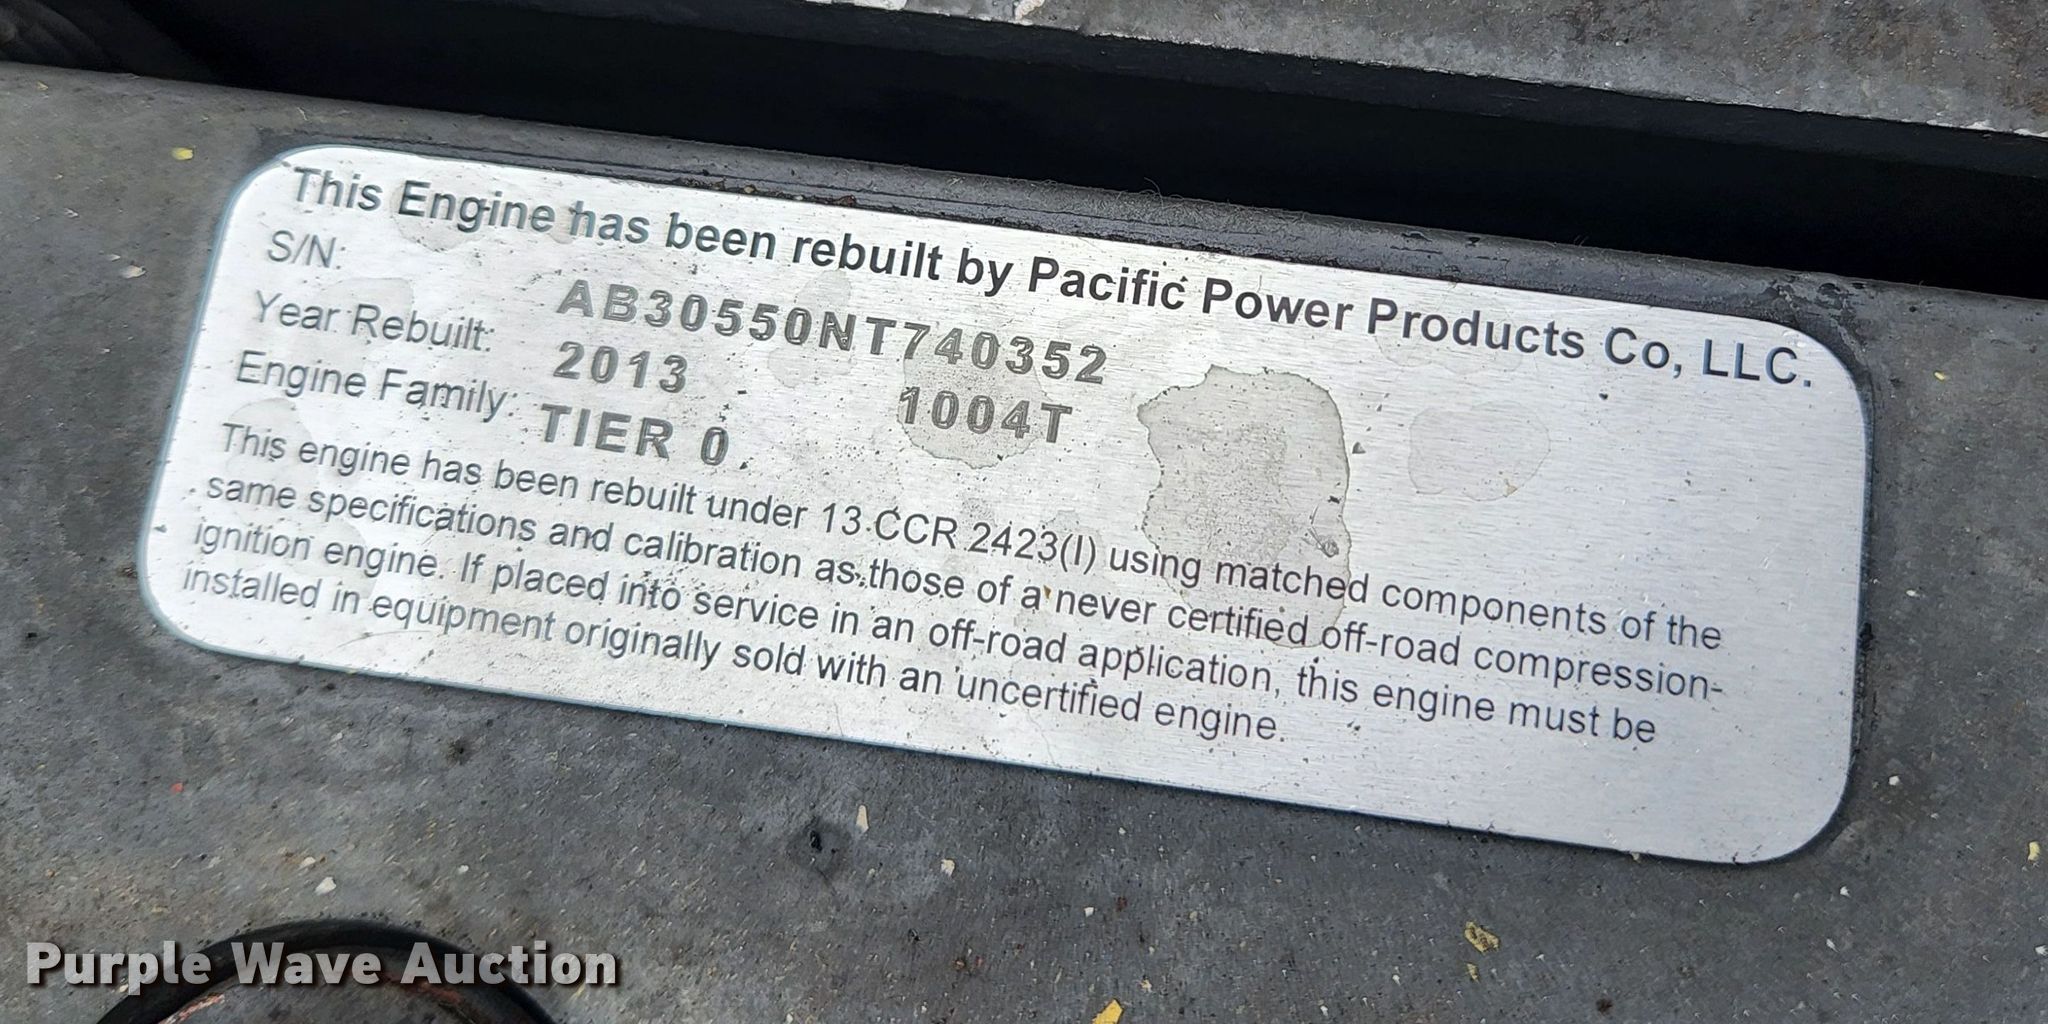 This Engine has been rebuilt by Pacific Power Products Co, LLC.
S/N: AB30550NT740352
Year Rebuilt: 2013 1004T
Engine Family: TIER 0
This engine has been rebuilt under 13 CCR 2423(l) using matched components of the
same specifications and calibration as those of a never certified off-road compression-
ignition engine. If placed into service in an off-road application, this engine must be
installed in equipment originally sold with an uncertified engine.
Purple Wave Auction